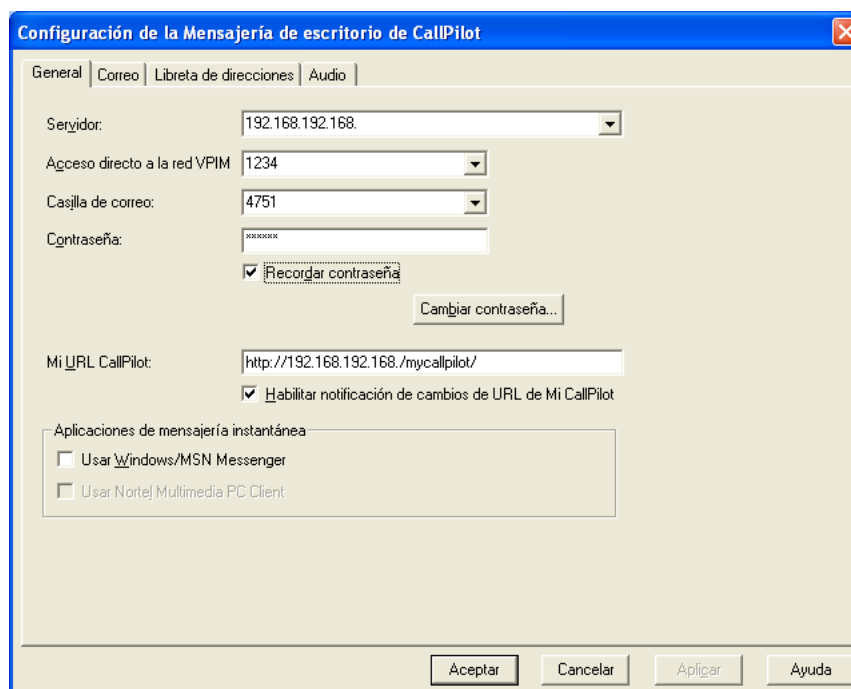 Configuración de la Mensajería de escritorio de CallPilot
General Correo Libreta de direcciones Audio
Servidor: 192.168.192.168.
Acceso directo a la red VPIM 1234
Casilla de correo: 4751
Contraseña: ××××××
Recordar contraseña
Cambiar contraseña...
Mi URL CallPilot: http://192.168.192.168./mycallpilot/
Habilitar notificación de cambios de URL de Mi CallPilot
Aplicaciones de mensajería instantánea
Usar Windows/MSN Messenger
Usar Nortel Multimedia PC Client
Aceptar Cancelar Aplicar Ayuda